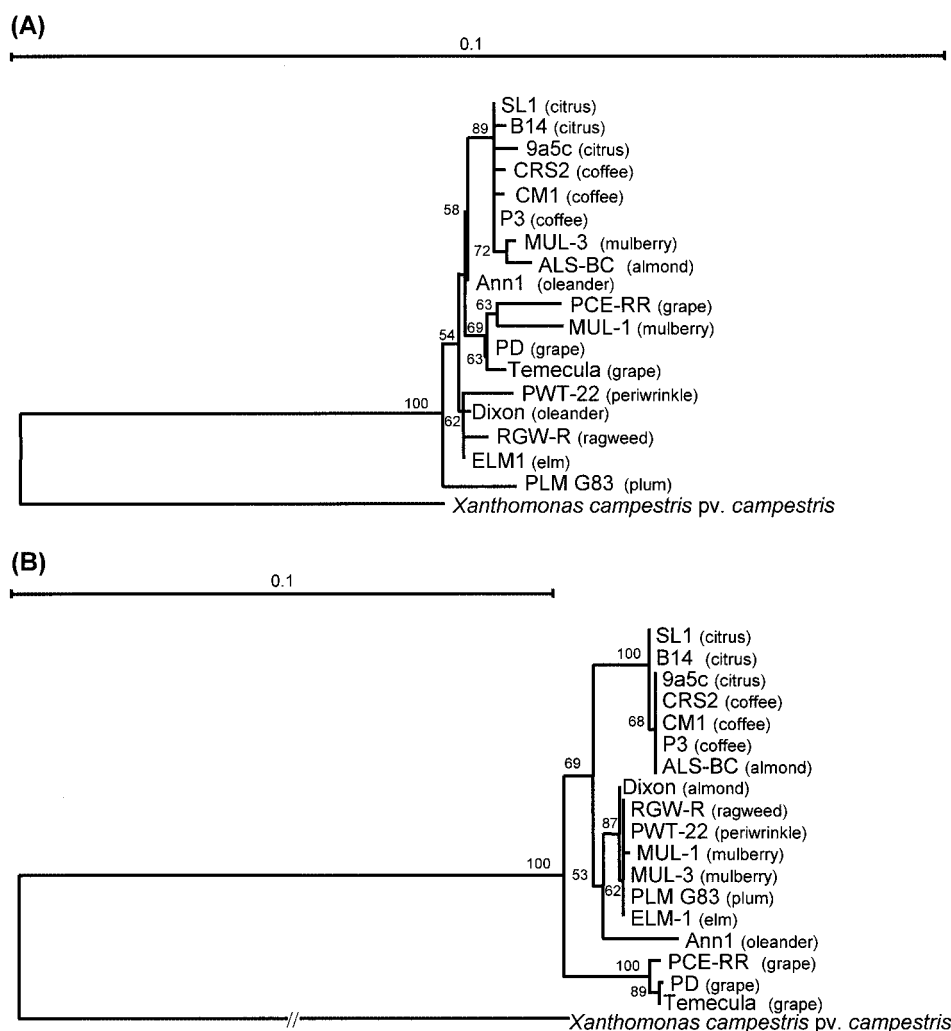 (A)
0.1
SL1 (citrus)
89
B14 (citrus)
9a5c (citrus)
CRS2 (coffee)
CM1 (coffee)
58
P3 (coffee)
MUL-3 (mulberry)
72
ALS-BC (almond)
Ann1 (oleander)
63
PCE-RR (grape)
69
MUL-1 (mulberry)
54
PD (grape)
63
Temecula (grape)
PWT-22 (periwrinkle)
100
Dixon (oleander)
62
RGW-R (ragweed)
ELM1 (elm)
PLM G83 (plum)
Xanthomonas campestris pv. campestris
(B)
0.1
SL1 (citrus)
100
B14 (citrus)
9a5c (citrus)
CRS2 (coffee)
68
CM1 (coffee)
P3 (coffee)
69
ALS-BC (almond)
Dixon (almond)
RGW-R (ragweed)
87
PWT-22 (periwrinkle)
MUL-1 (mulberry)
100
53
MUL-3 (mulberry)
62
PLM G83 (plum)
ELM-1 (elm)
Ann1 (oleander)
100
PCE-RR (grape)
89
PD (grape)
Temecula (grape)
//
Xanthomonas campestris pv. campestris